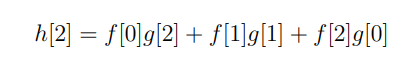 h[2] = f[0]g[2] + f[1]g[1] + f[2]g[0]